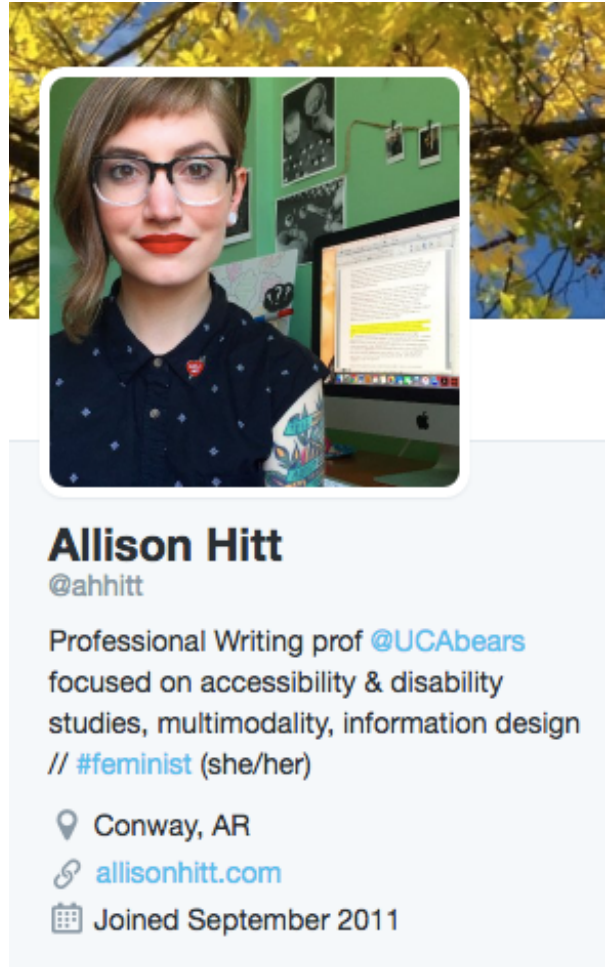 ???
Allison Hitt
@ahhitt
Professional Writing prof @UCAbears
focused on accessibility & disability
studies, multimodality, information design
// #feminist (she/her)
Conway, AR
allisonhitt.com
Joined September 2011